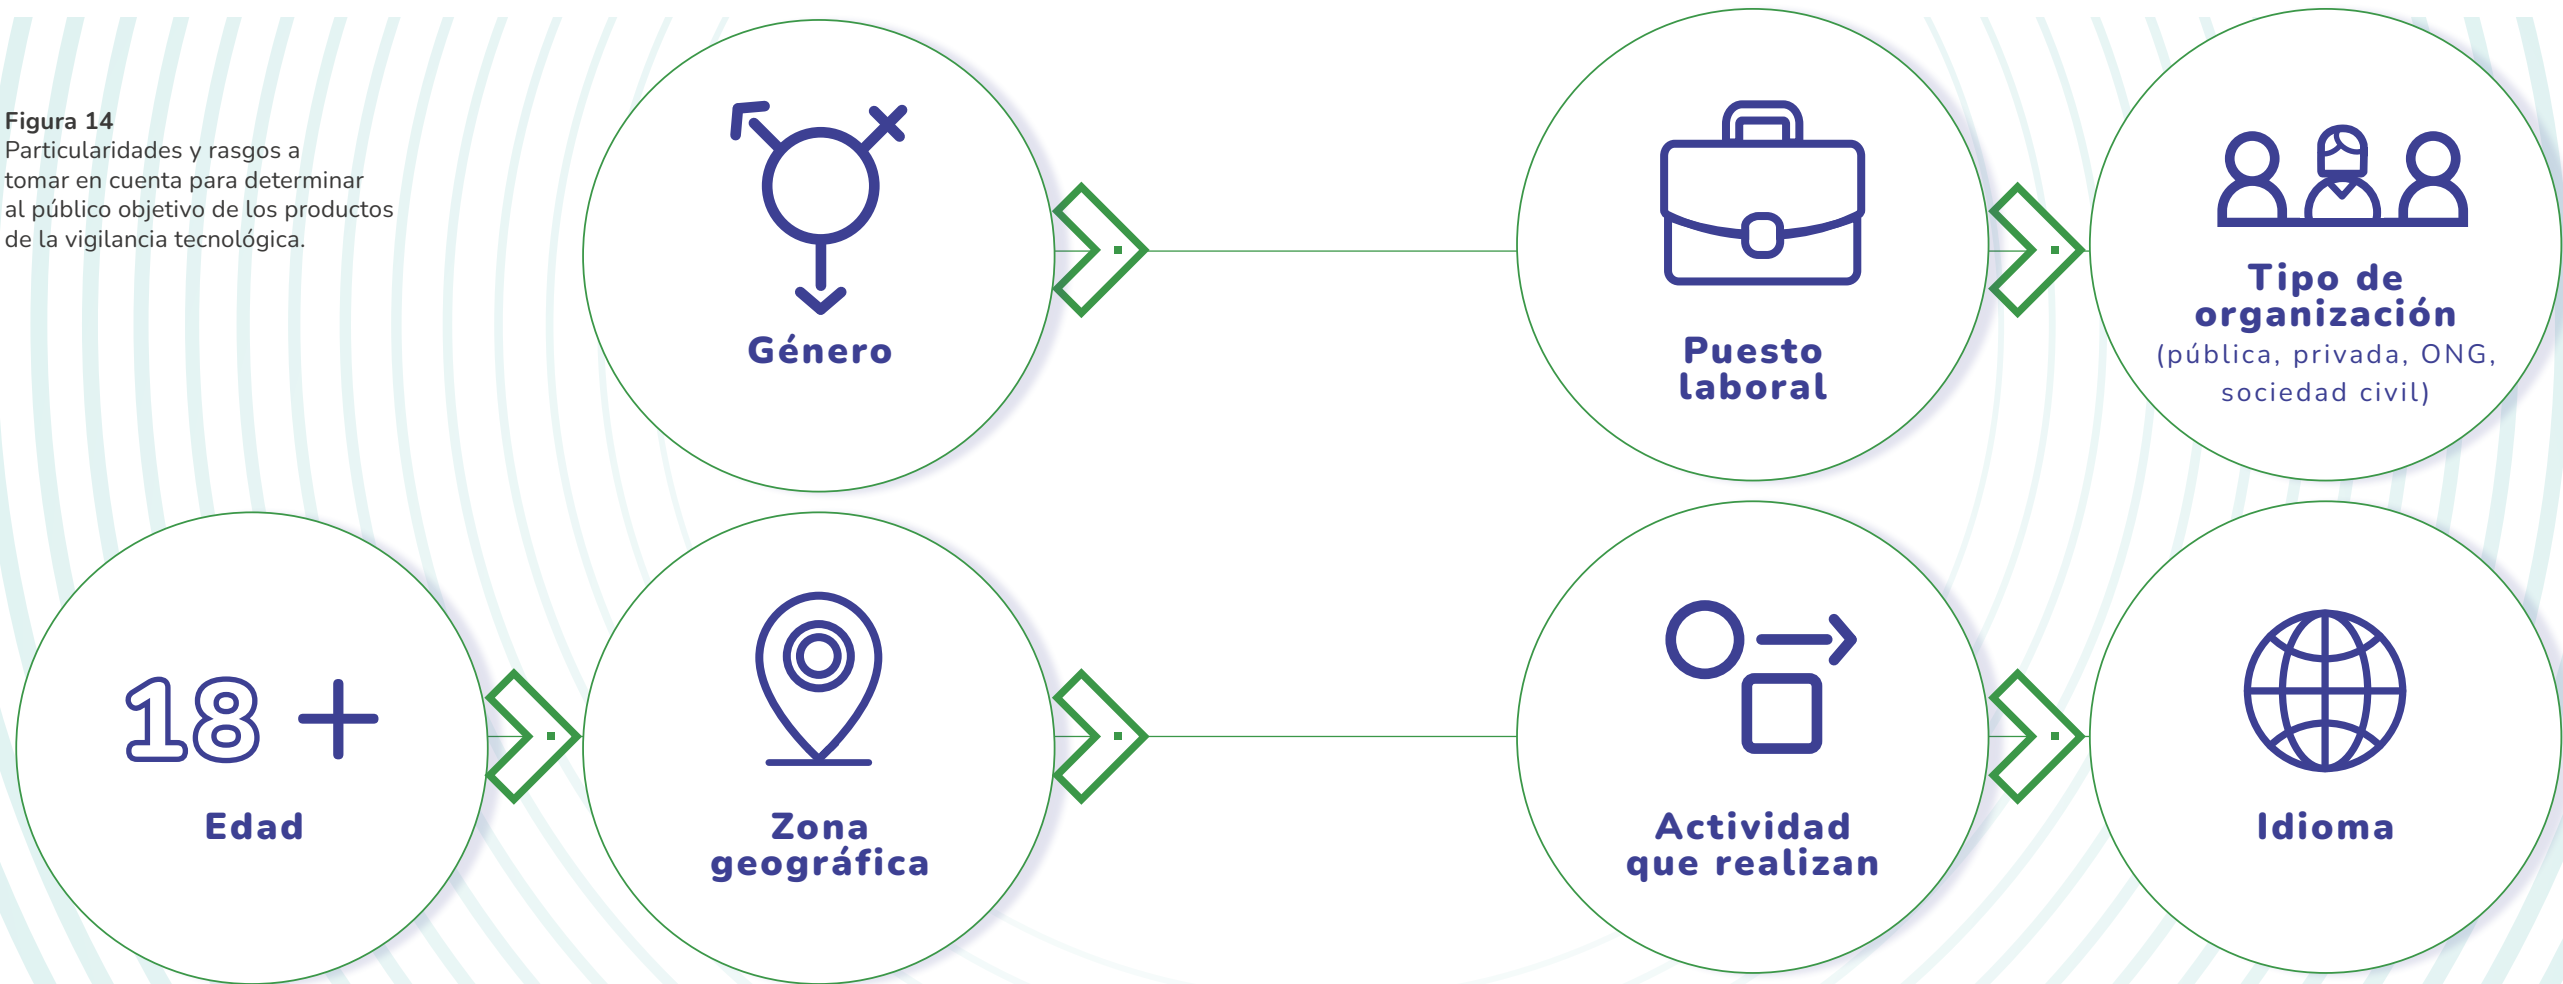 Figura 14
Particularidades y rasgos a
tomar en cuenta para determinar
al público objetivo de los productos
de la vigilancia tecnológica.
Género
Puesto
laboral
Tipo de
organización
(pública, privada, ONG,
sociedad civil)
18 +
Edad
Zona
geográfica
Actividad
que realizan
Idioma